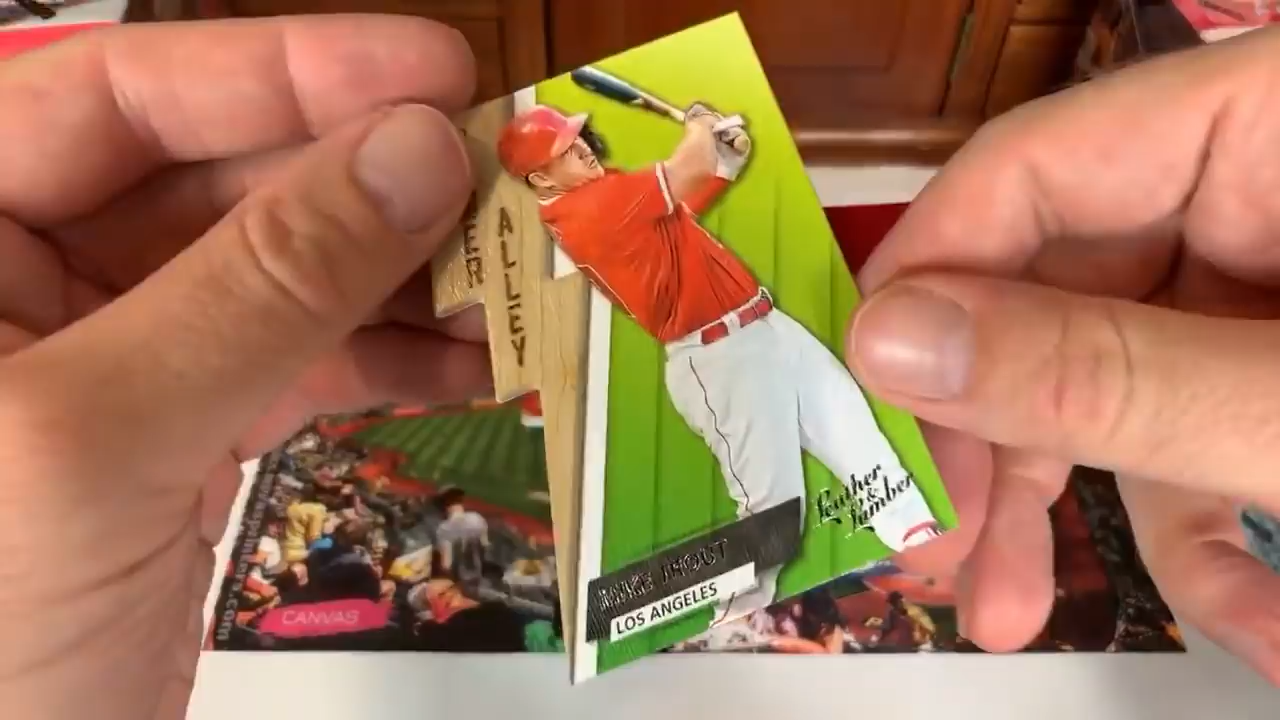 ALLEY
Leather
&
Lumber
MIKE TROUT
LOS ANGELES
CANVAS